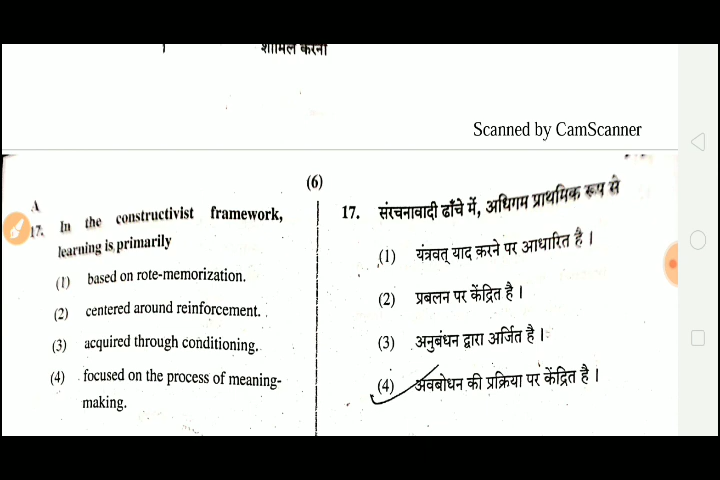 शामिल करना
Scanned by CamScanner
(6)
A
17. In the constructivist framework,
learning is primarily
(1) based on rote-memorization.
(2) centered around reinforcement.
(3) acquired through conditioning.
(4) focused on the process of meaning-
making.
17. संरचनावादी ढाँचे में, अधिगम प्राथमिक रूप से
(1) यंत्रवत् याद करने पर आधारित है।
(2) प्रबलन पर केंद्रित है।
(3) अनुबंधन द्वारा अर्जित है।
(4) अवबोधन की प्रक्रिया पर केंद्रित है।